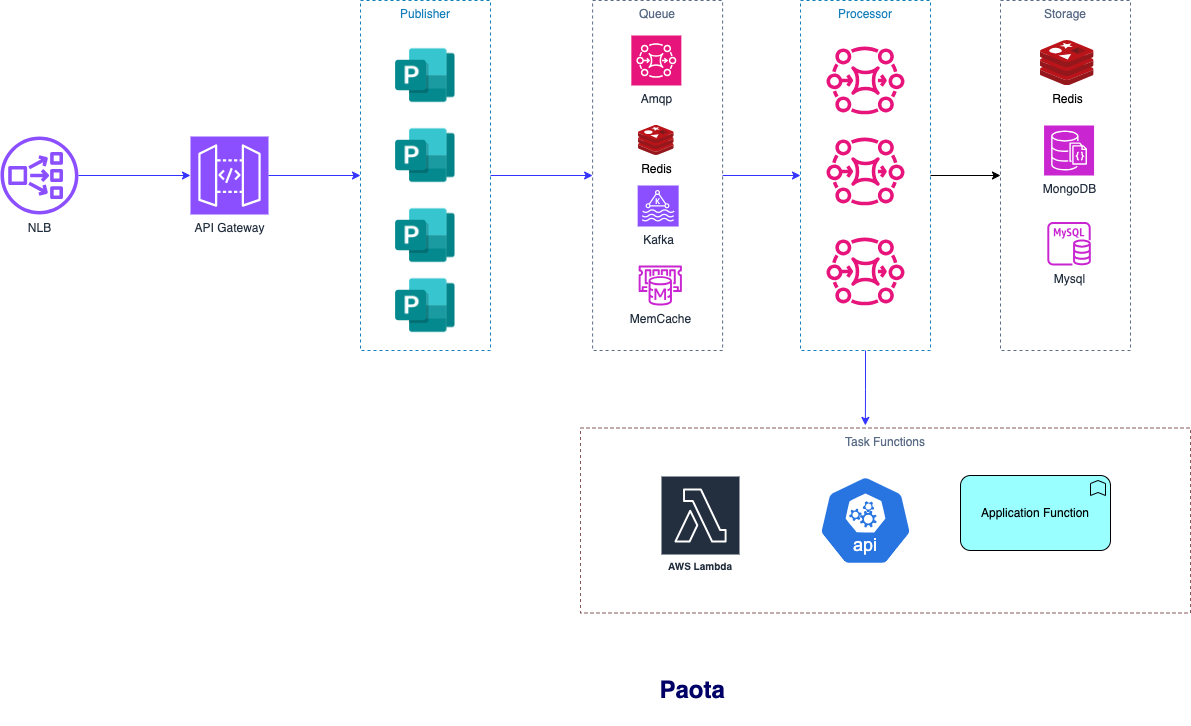 Publisher
Queue
Processor
Storage
P
P
P
P
Amqp
Redis
K
Kafka
M
MemCache
Redis
MongoDB
MySQL
Mysql
NLB
</>
API Gateway
Task Functions
AWS Lambda
api
Application Function
Paota